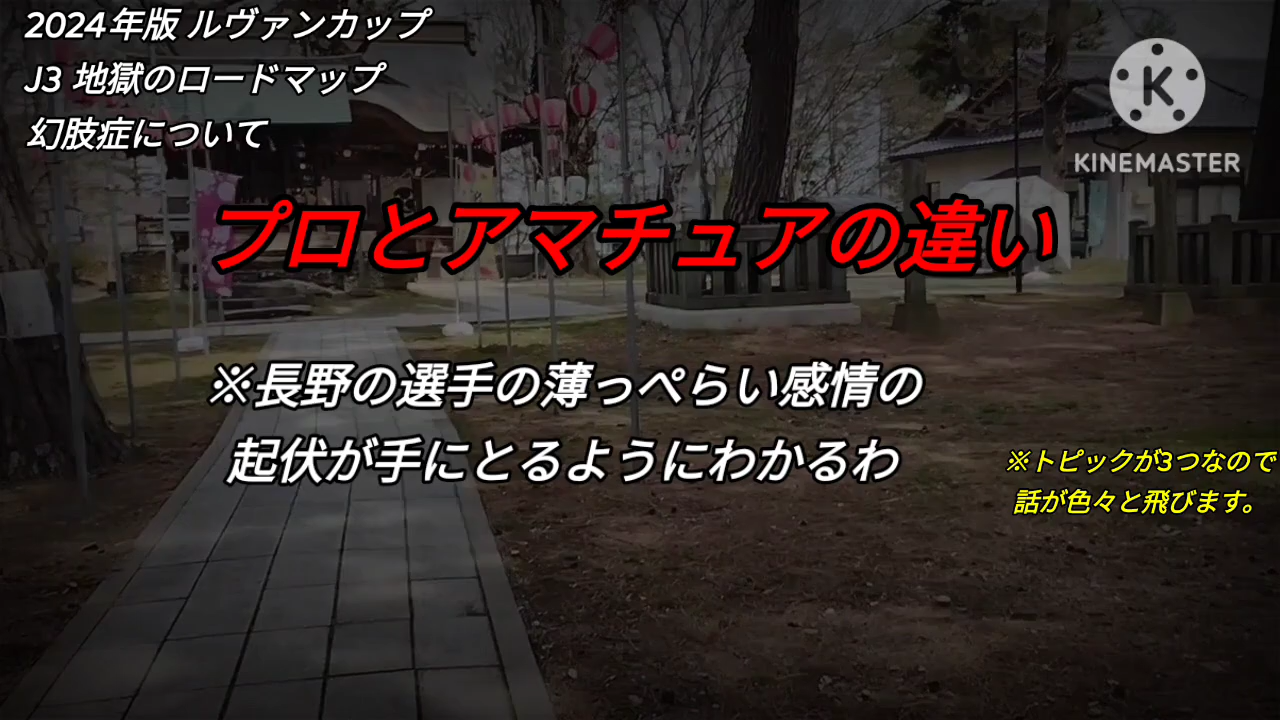 2024年版 ルヴァンカップ
J3 地獄のロードマップ
幻肢症について
KINEMASTER
プロとアマチュアの違い
※長野の選手の薄っぺらい感情の
起伏が手にとるようにわかるわ
※トピックが3つなので
話が色々と飛びます。